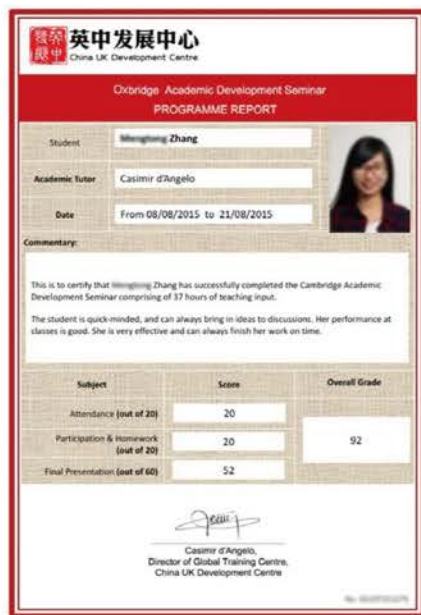 英中发展中心
China UK Development Centre
Oxbridge Academic Development Seminar
PROGRAMME REPORT
Student Zhang
Academic Tutor Casimir d'Angelo
Date From 08/08/2015 to 21/08/2015
Commentary:
This is to certify that Zhang has successfully completed the Cambridge Academic
Development Seminar comprising of 37 hours of teaching input.
The student is quick-minded, and can always bring in ideas to discussions. Her performance at
classes is good. She is very effective and can always finish her work on time.
Subject Score Overall Grade
Attendance (out of 20) 20
Participation & Homework
(out of 20) 20 92
Final Presentation (out of 60) 52
Casimir d'Angelo,
Director of Global Training Centre,
China UK Development Centre